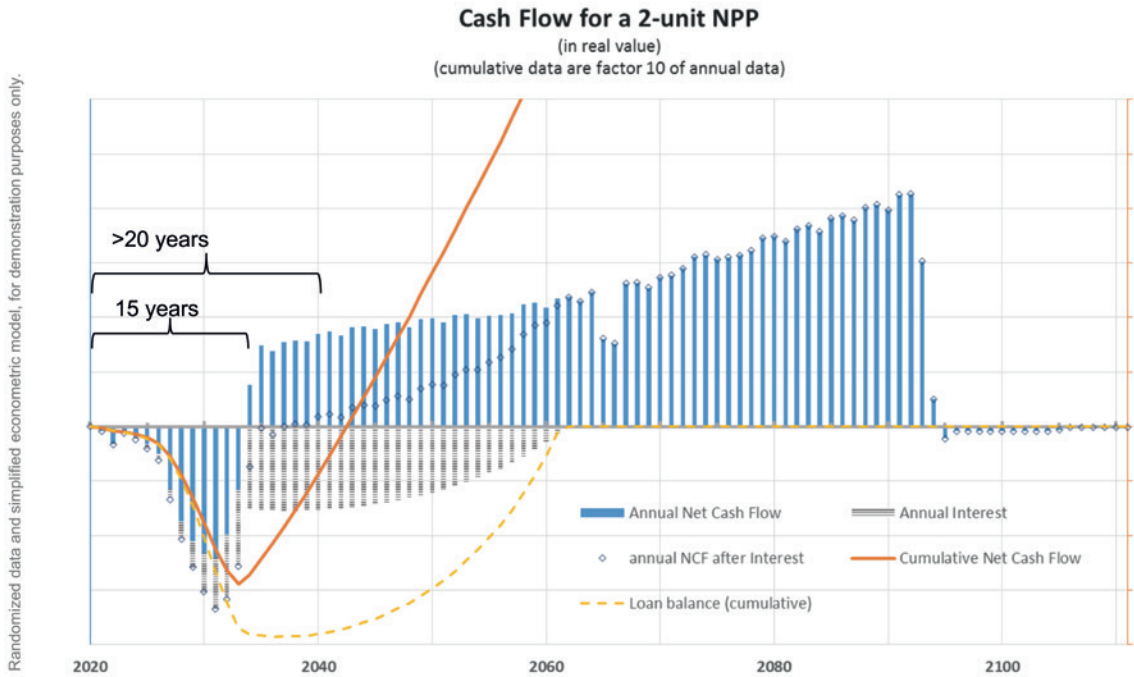 Cash Flow for a 2-unit NPP
(in real value)
(cumulative data are factor 10 of annual data)
Randomized data and simplified econometric model, for demonstration purposes only.
>20 years
15 years
Annual Net Cash Flow
Annual Interest
annual NCF after Interest
Cumulative Net Cash Flow
Loan balance (cumulative)
2020
2040
2060
2080
2100